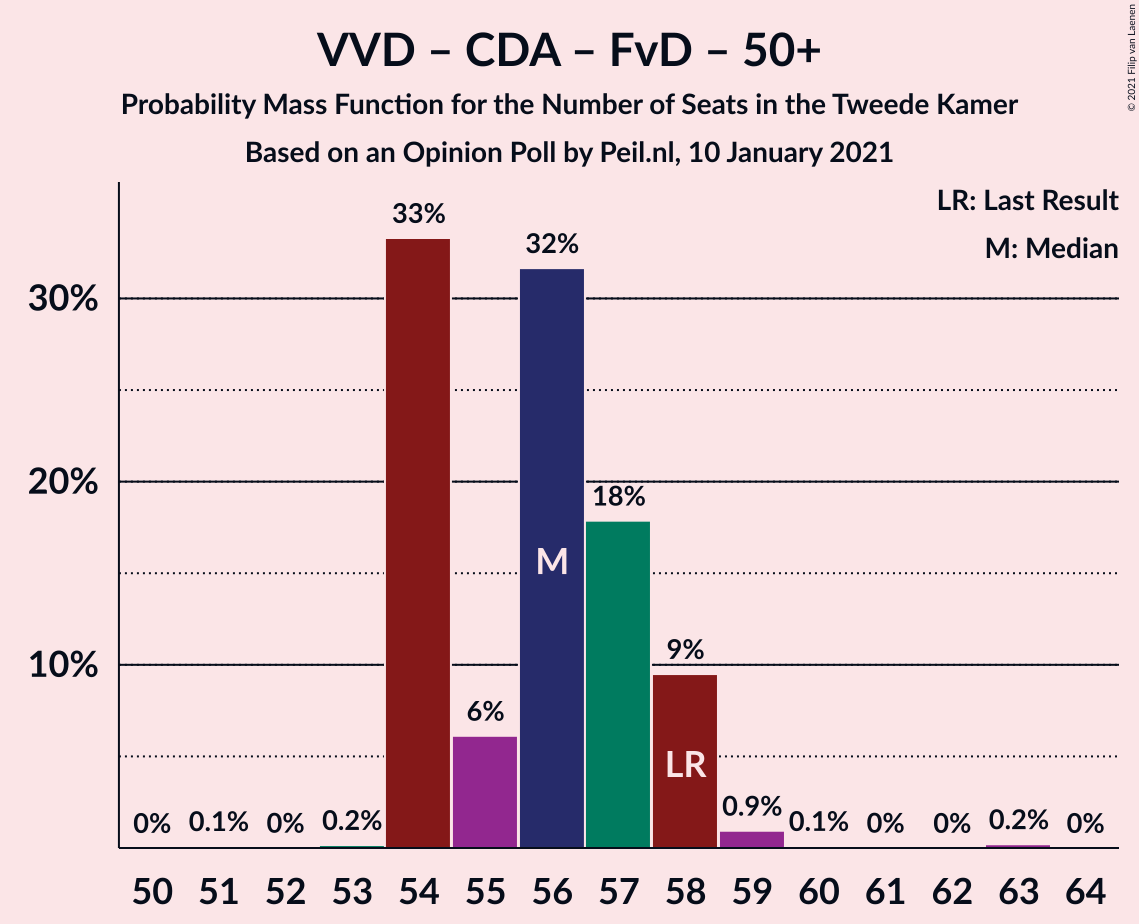 VVD – CDA – FvD – 50+
Probability Mass Function for the Number of Seats in the Tweede Kamer
Based on an Opinion Poll by Peil.nl, 10 January 2021
© 2021 Filip van Laenen
LR: Last Result
M: Median
30%
20%
10%
0%
0.1%
0%
0.2%
33%
6%
32%
18%
9%
0.9%
0.1%
0%
0%
0.2%
0%
M
LR
50 51 52 53 54 55 56 57 58 59 60 61 62 63 64